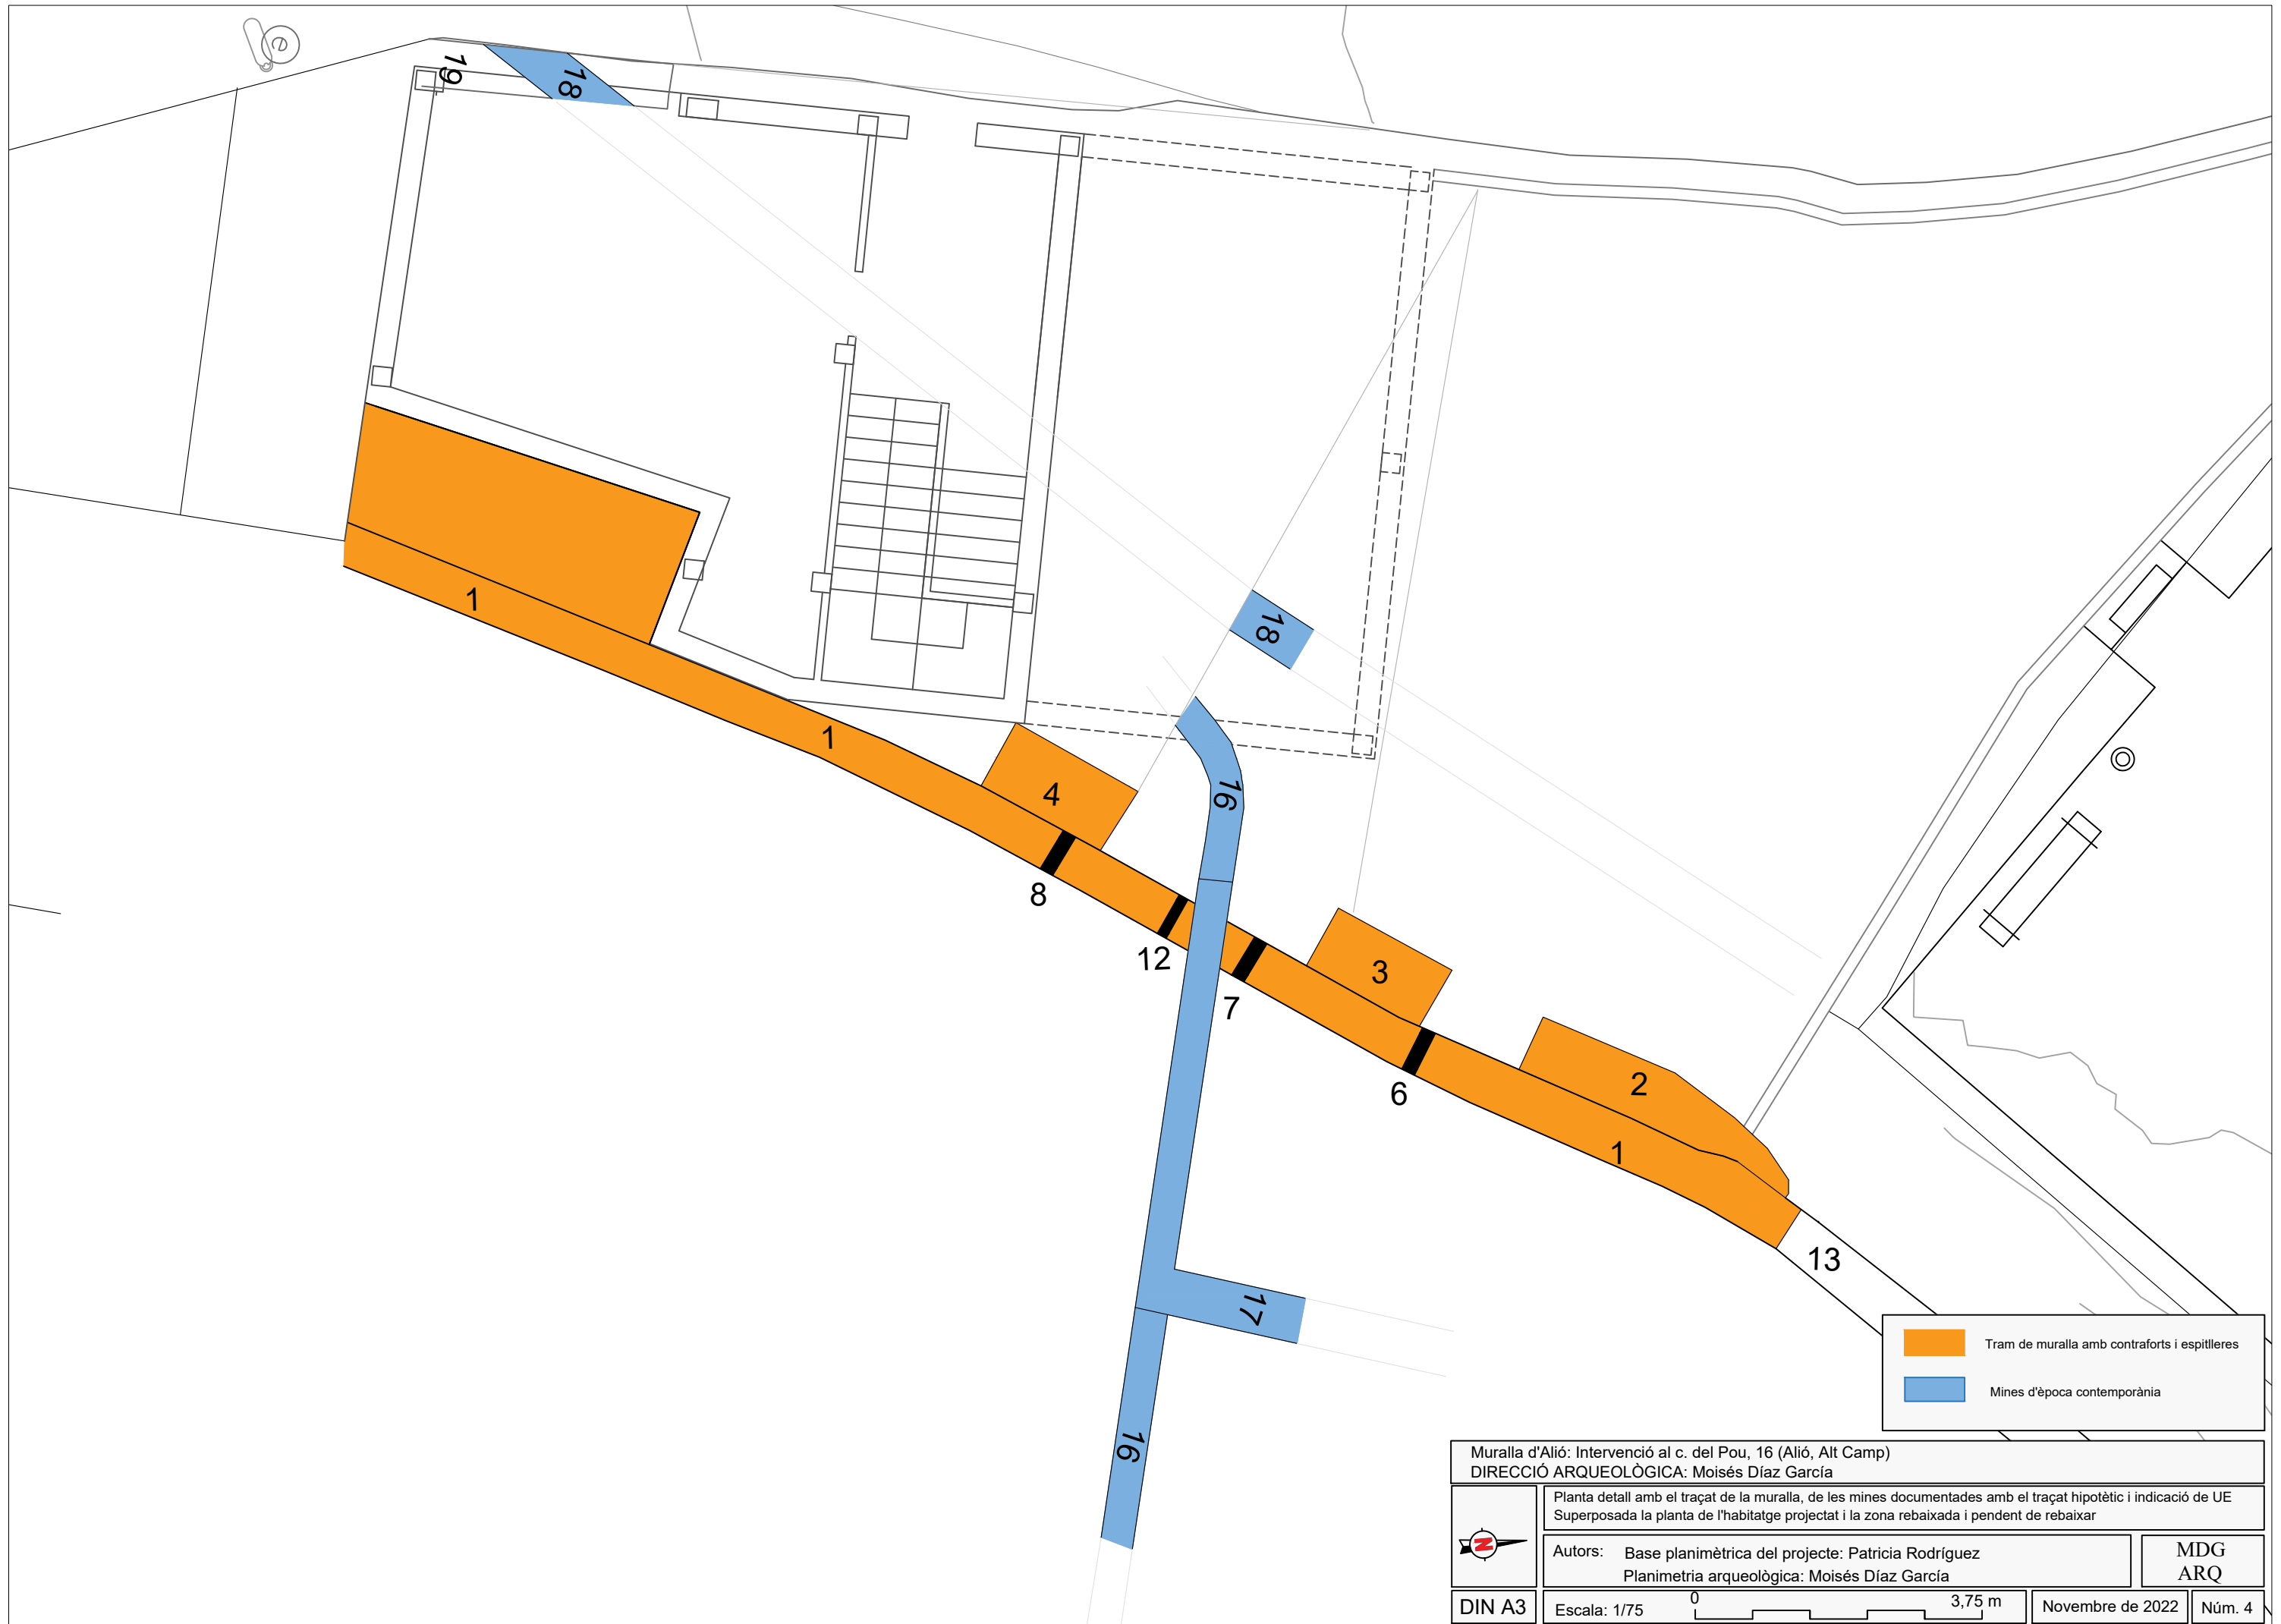 e
19
18
1
1
18
4
16
8
12
3
7
2
6
1
13
17
16
Tram de muralla amb contraforts i espitlleres
Mines d'època contemporània
Muralla d'Alió: Intervenció al c. del Pou, 16 (Alió, Alt Camp)
DIRECCIÓ ARQUEOLÒGICA: Moisés Díaz García
Planta detall amb el traçat de la muralla, de les mines documentades amb el traçat hipotètic i indicació de UE
Superposada la planta de l'habitatge projectat i la zona rebaixada i pendent de rebaixar
N
Autors: Base planimètrica del projecte: Patricia Rodríguez
Planimetria arqueològica: Moisés Díaz García
MDG
ARQ
DIN A3
Escala: 1/75
0 3,75 m
Novembre de 2022
Núm. 4